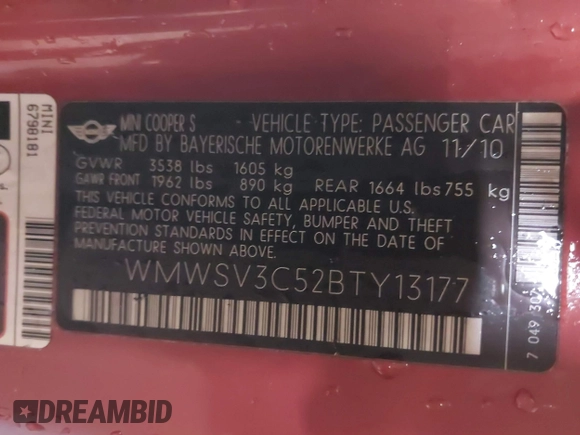 MINI COOPER S - VEHICLE TYPE: PASSENGER CAR
MFD BY BAYERISCHE MOTORENWERKE AG 11/10
GVWR 3538 lbs 1605 kg
GAWR FRONT 1962 lbs 890 kg REAR 1664 lbs 755 kg
THIS VEHICLE CONFORMS TO ALL APPLICABLE U.S.
FEDERAL MOTOR VEHICLE SAFETY, BUMPER AND THEFT
PREVENTION STANDARDS IN EFFECT ON THE DATE OF
MANUFACTURE SHOWN ABOVE.
WMWSV3C52BTY13177
7 049 307
MINI
6798181
P
DREAMBID